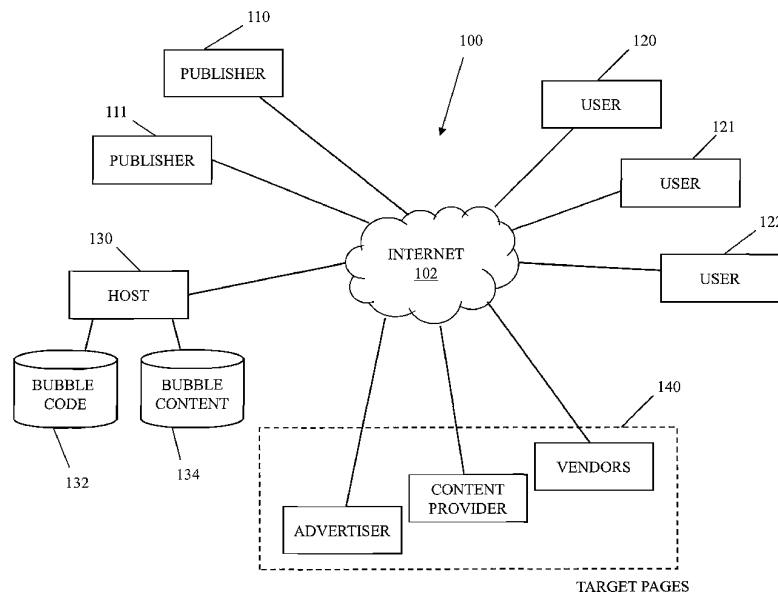 110
100
120
PUBLISHER
USER
111
121
PUBLISHER
USER
122
130
INTERNET
102
USER
HOST
BUBBLE
CODE
BUBBLE
CONTENT
140
132
134
VENDORS
CONTENT
PROVIDER
ADVERTISER
TARGET PAGES